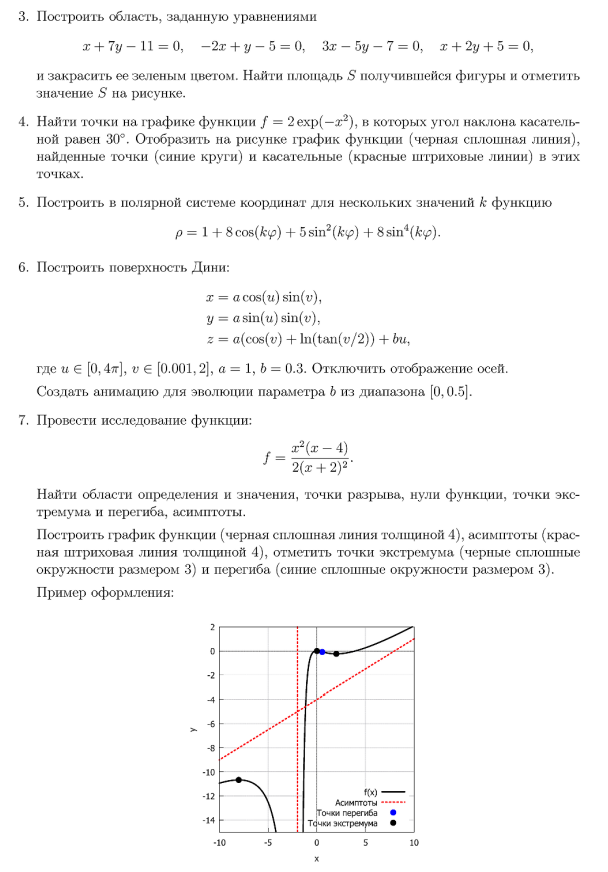 3. Построить область, заданную уравнениями
x + 7y − 11 = 0, −2x + y − 5 = 0, 3x − 5y − 7 = 0, x + 2y + 5 = 0,
и закрасить ее зеленым цветом. Найти площадь S получившейся фигуры и отметить
значение S на рисунке.
4. Найти точки на графике функции f = 2 exp(−x²), в которых угол наклона касатель-
ной равен 30°. Отобразить на рисунке график функции (черная сплошная линия),
найденные точки (синие круги) и касательные (красные штриховые линии) в этих
точках.
5. Построить в полярной системе координат для нескольких значений k функцию
ρ = 1 + 8 cos(kφ) + 5 sin²(kφ) + 8 sin⁴(kφ).
6. Построить поверхность Дини:
x = a cos(u) sin(v),
y = a sin(u) sin(v),
z = a(cos(v) + ln(tan(v/2)) + bu,
где u ∈ [0, 4π], v ∈ [0.001, 2], a = 1, b = 0.3. Отключить отображение осей.
Создать анимацию для эволюции параметра b из диапазона [0, 0.5].
7. Провести исследование функции:
f = x²(x − 4) / 2(x + 2)².
Найти области определения и значения, точки разрыва, нули функции, точки экс-
тремума и перегиба, асимптоты.
Построить график функции (черная сплошная линия толщиной 4), асимптоты (крас-
ная штриховая линия толщиной 4), отметить точки экстремума (черные сплошные
окружности размером 3) и перегиба (синие сплошные окружности размером 3).
Пример оформления:
2
0
-2
-4
-6
-8
-10
-12
-14
y
f(x)
Асимптоты
Точки перегиба
Точки экстремума
-10 -5 0 5 10
x